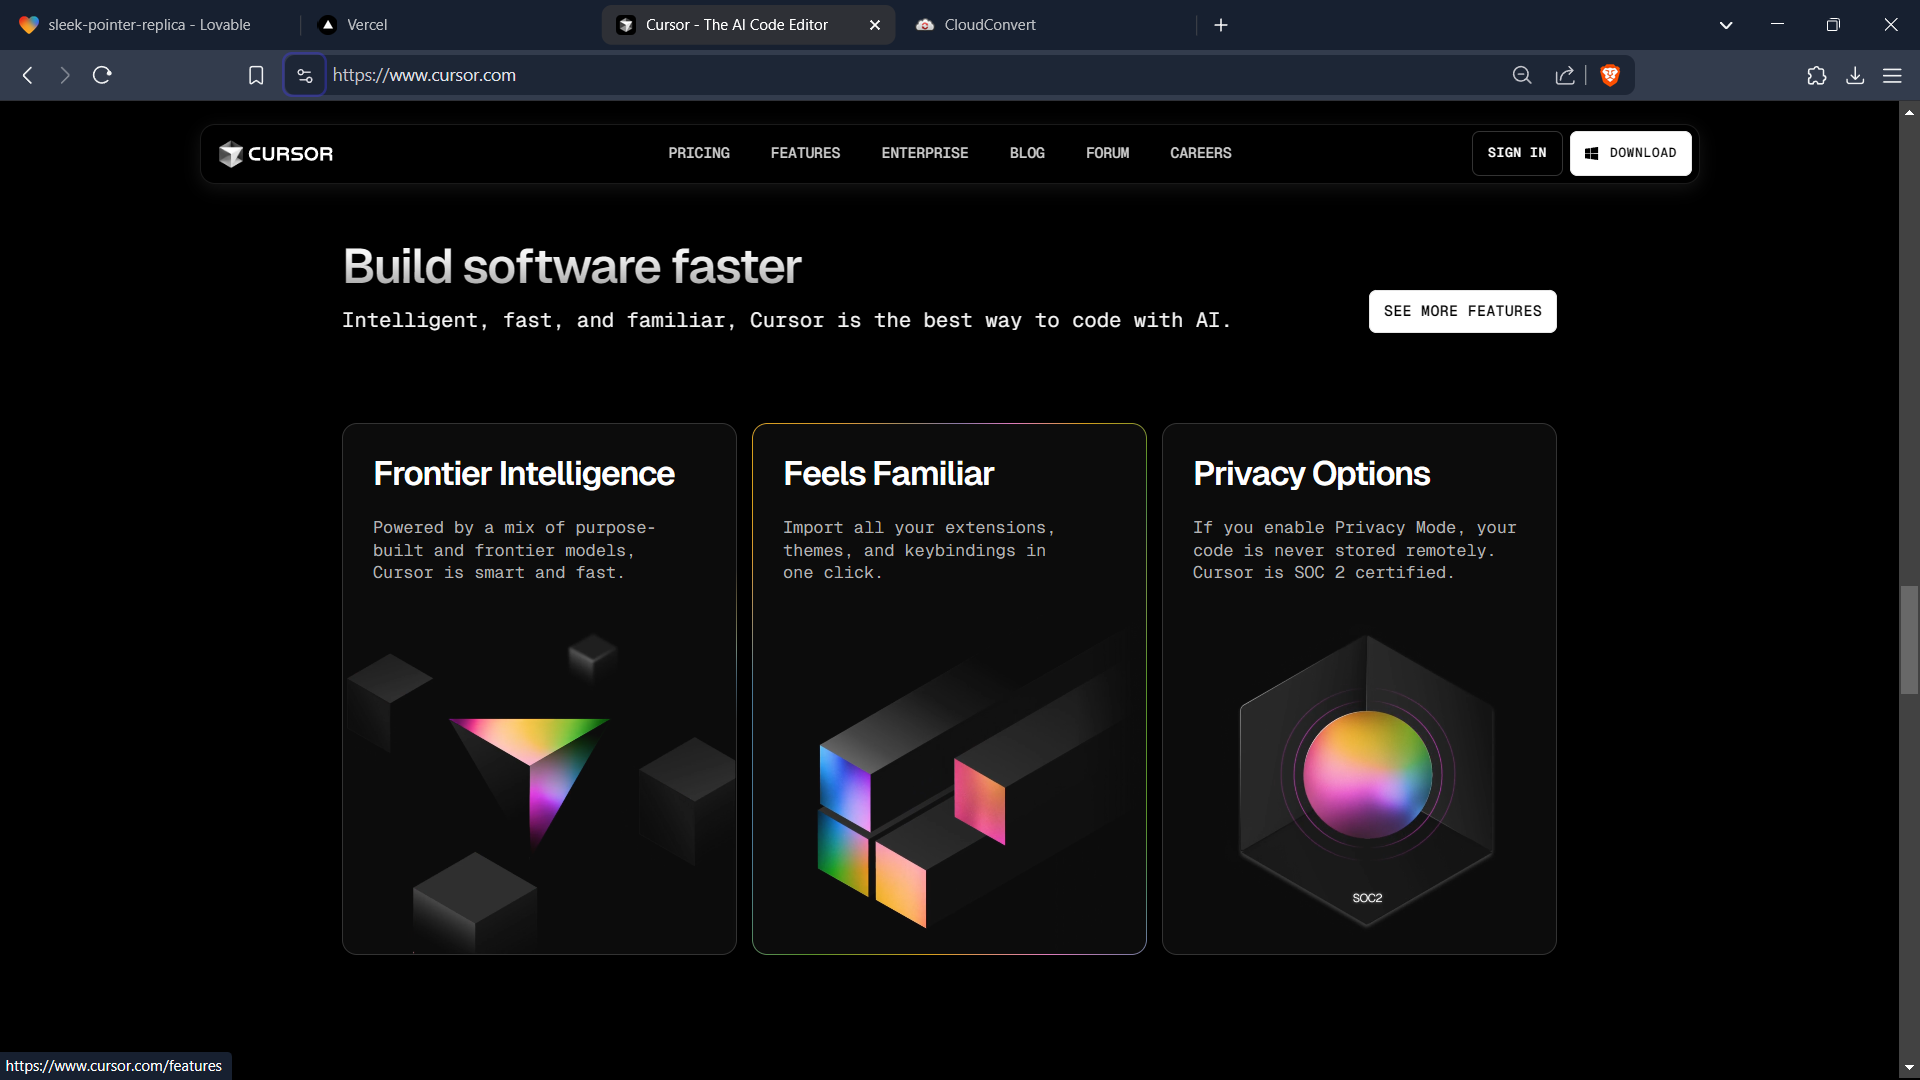 sleek-pointer-replica - Lovable
Vercel
Cursor - The AI Code Editor
CloudConvert
https://www.cursor.com
CURSOR
PRICING
FEATURES
ENTERPRISE
BLOG
FORUM
CAREERS
SIGN IN
DOWNLOAD
Build software faster
Intelligent, fast, and familiar, Cursor is the best way to code with AI.
SEE MORE FEATURES
Frontier Intelligence
Powered by a mix of purpose-
built and frontier models,
Cursor is smart and fast.
Feels Familiar
Import all your extensions,
themes, and keybindings in
one click.
Privacy Options
If you enable Privacy Mode, your
code is never stored remotely.
Cursor is SOC 2 certified.
SOC2
https://www.cursor.com/features